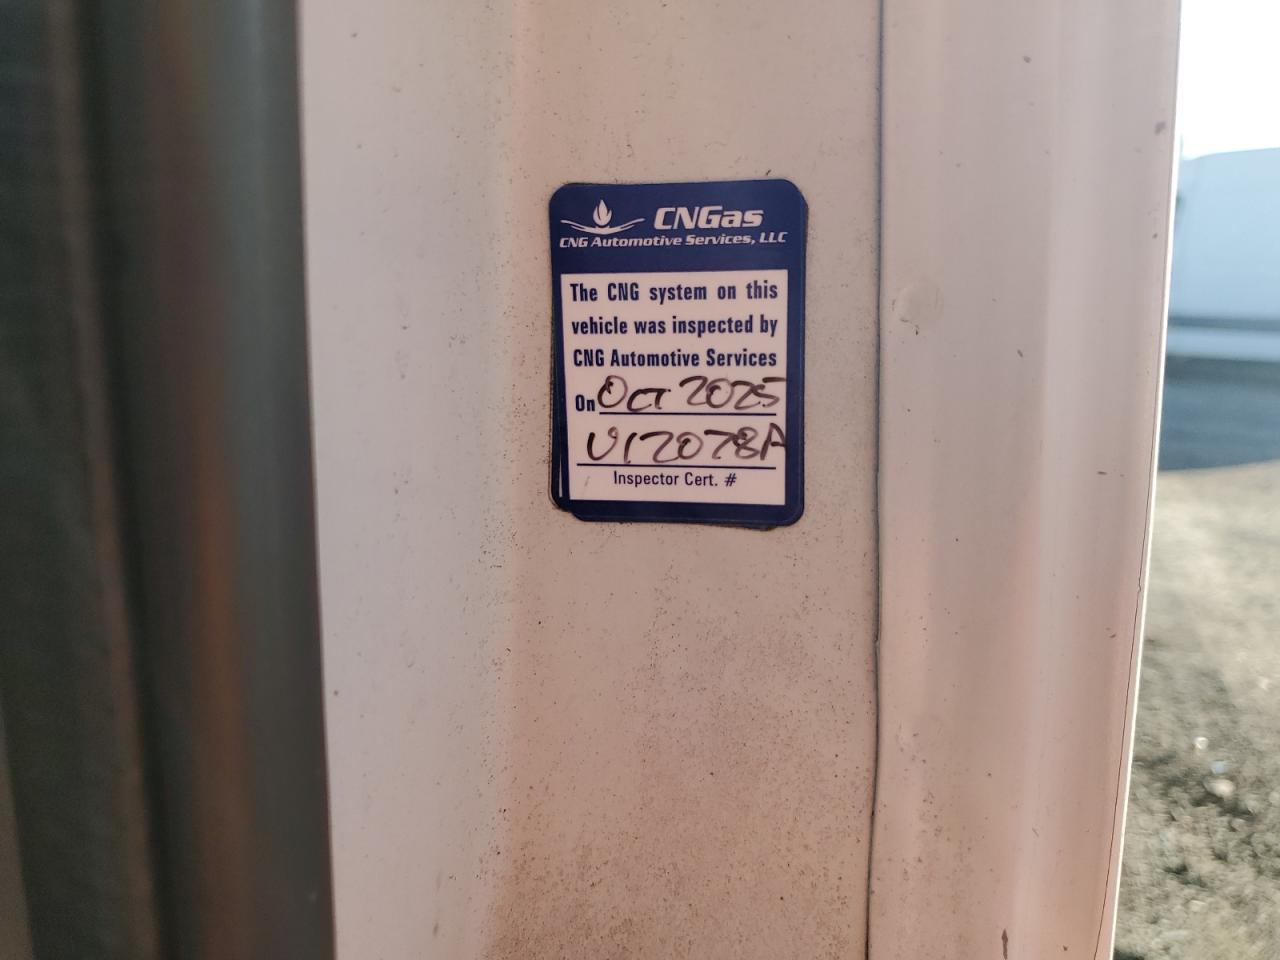 CNGas
CNG Automotive Services, LLC
The CNG system on this
vehicle was inspected by
CNG Automotive Services
On Oct 2025
V12078A
Inspector Cert. #